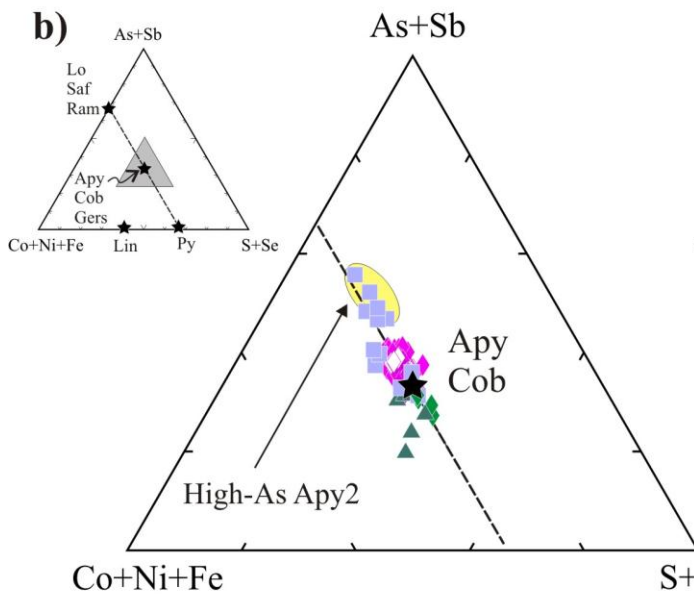 b)
As+Sb
Lo
Saf
Ram
Apy
Cob
Gers
Co+Ni+Fe
Lin
Py
S+Se
As+Sb
Apy
Cob
High-As Apy2
Co+Ni+Fe
S+